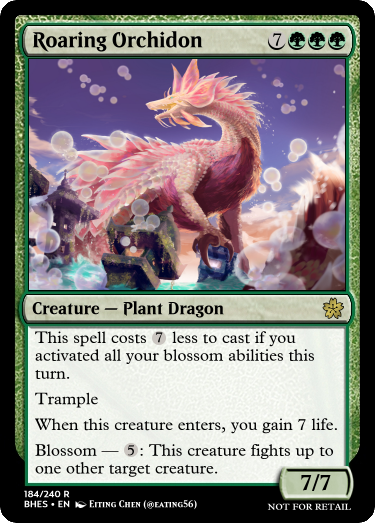 Roaring Orchidon 7
Creature — Plant Dragon
This spell costs 7 less to cast if you
activated all your blossom abilities this
turn.
Trample
When this creature enters, you gain 7 life.
Blossom — 5: This creature fights up to
one other target creature.
7/7
184/240 R
BHES • EN Eiting Chen (@eating56)
NOT FOR RETAIL